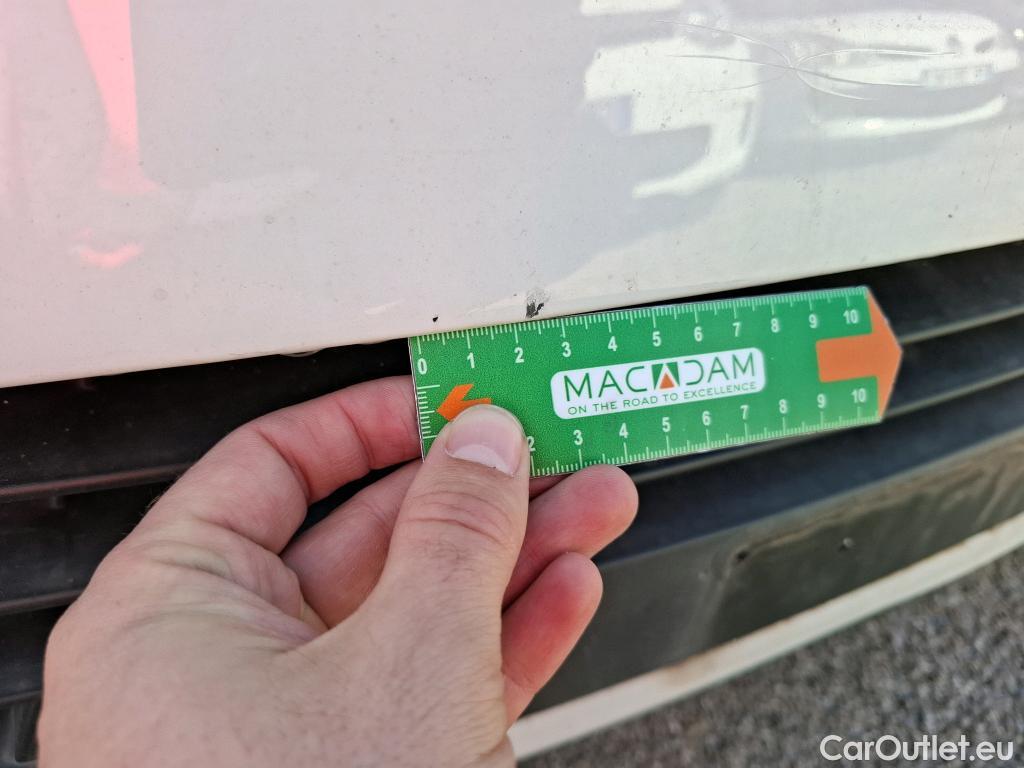 0 1 2 3 4 5 6 7 8 9 10
MACADAM
ON THE ROAD TO EXCELLENCE
2 3 4 5 6 7 8 9 10
CarOutlet.eu